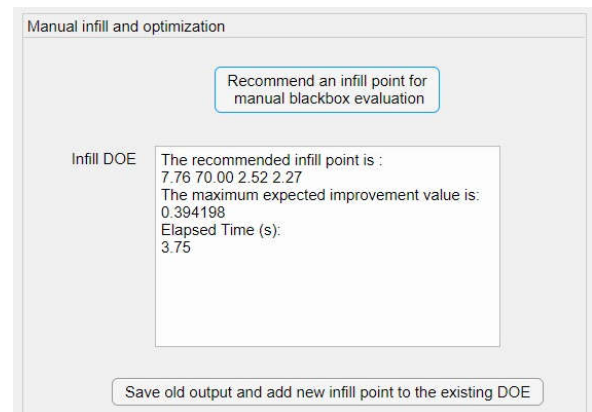 Manual infill and optimization
Recommend an infill point for
manual blackbox evaluation
Infill DOE
The recommended infill point is :
7.76 70.00 2.52 2.27
The maximum expected improvement value is:
0.394198
Elapsed Time (s):
3.75
Save old output and add new infill point to the existing DOE